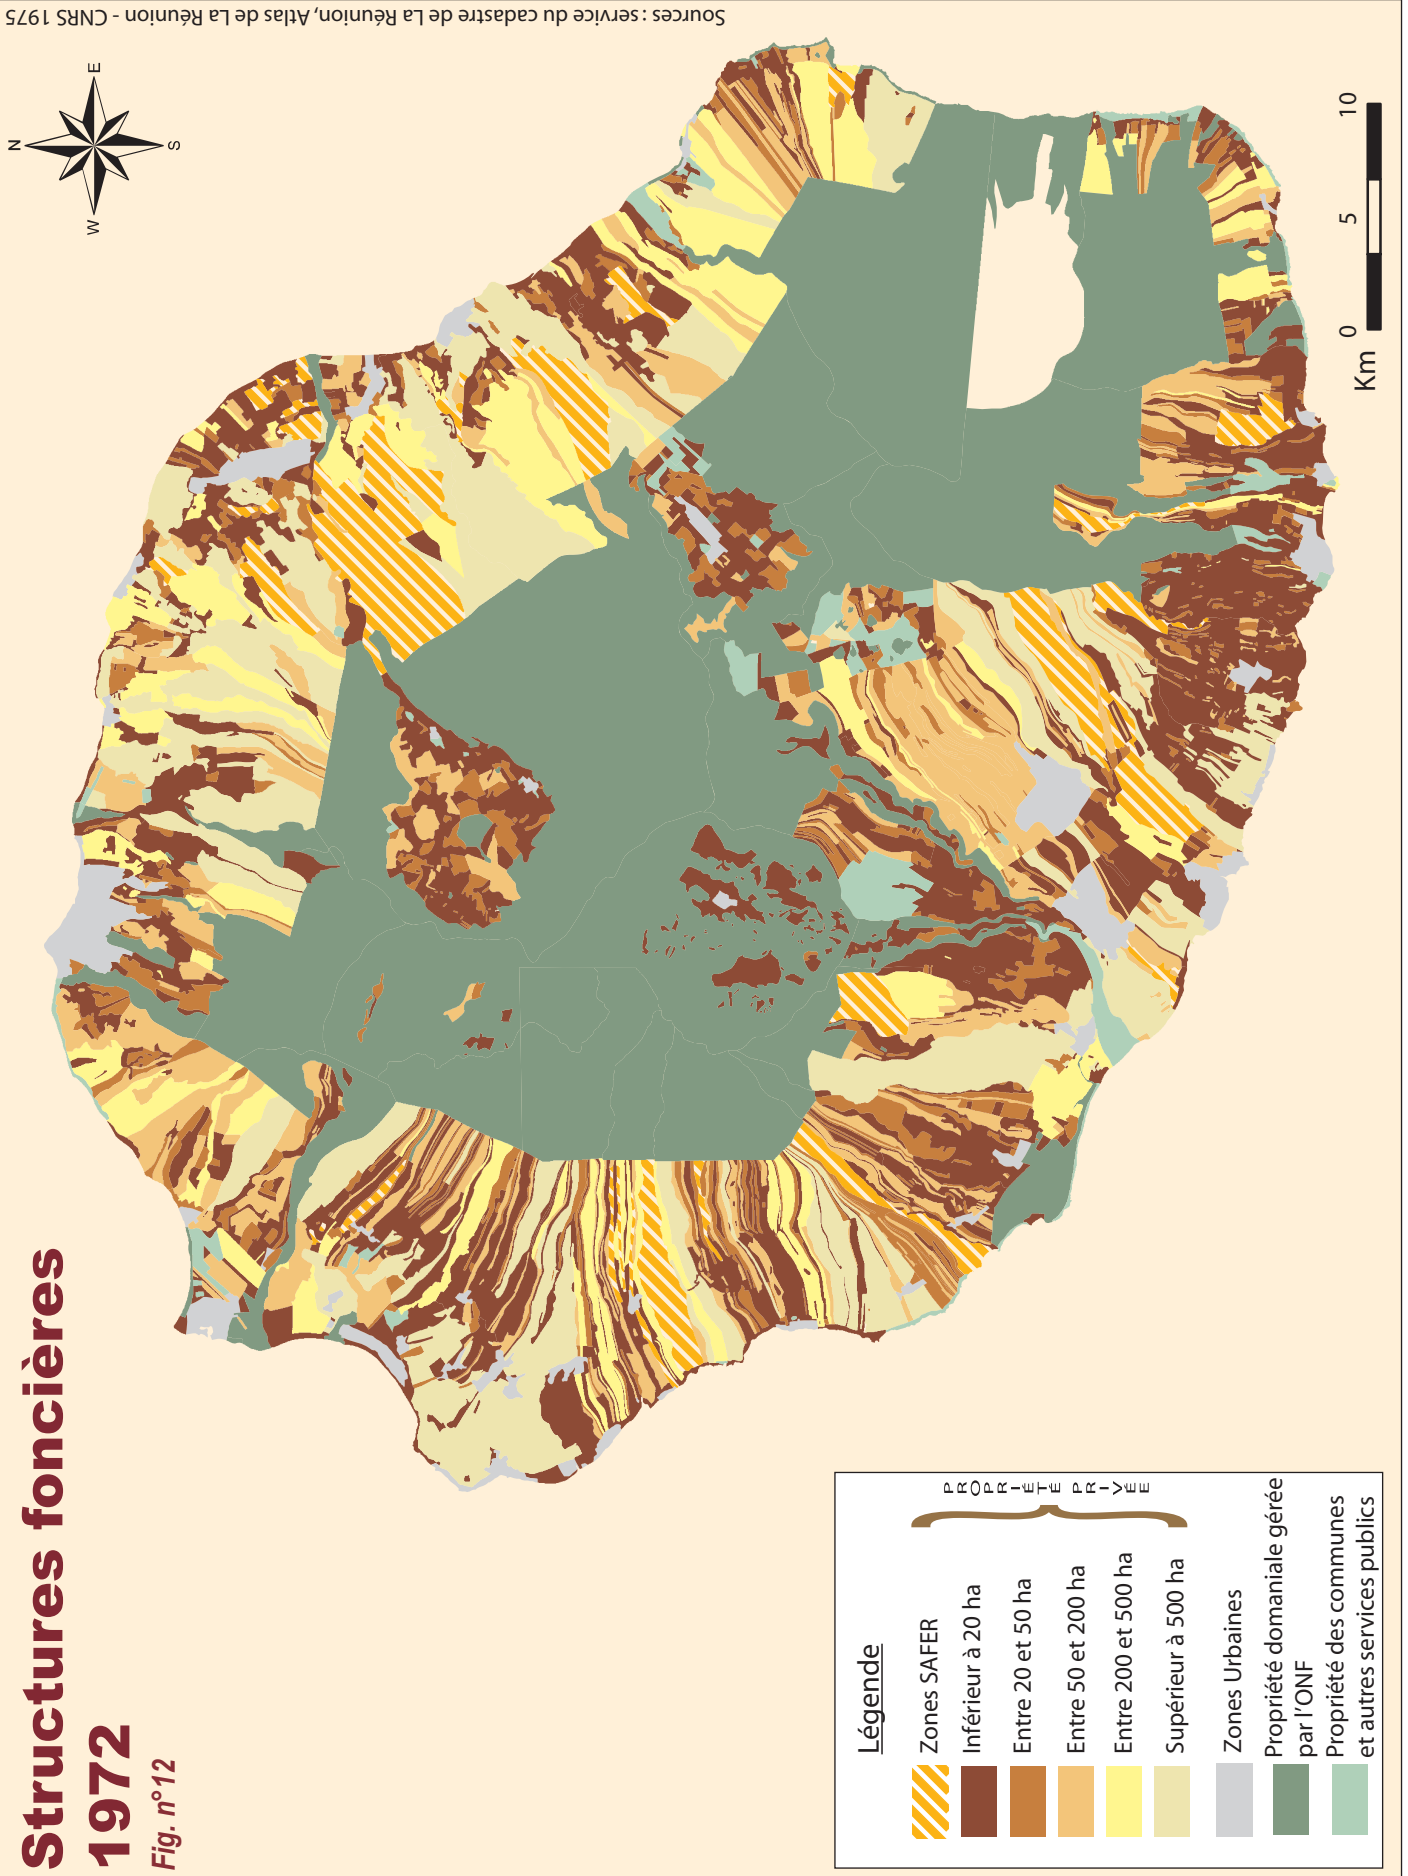 Structures foncières
1972
Fig. n°12
N
E
S
W
Sources : service du cadastre de La Réunion, Atlas de La Réunion - CNRS 1975
Légende
Zones SAFER
Inférieur à 20 ha
Entre 20 et 50 ha
Entre 50 et 200 ha
Entre 200 et 500 ha
Supérieur à 500 ha
PROPRIÉTÉ PRIVÉE
Zones Urbaines
Propriété domaniale gérée
par l'ONF
Propriété des communes
et autres services publics
Km
0 5 10